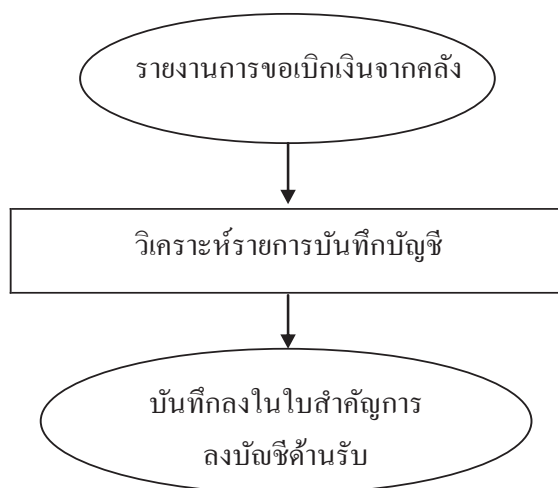 รายงานการขอเบิกเงินจากคลัง
วิเคราะห์รายการบันทึกบัญชี
บันทึกลงในใบสำคัญการ
ลงบัญชีด้านรับ